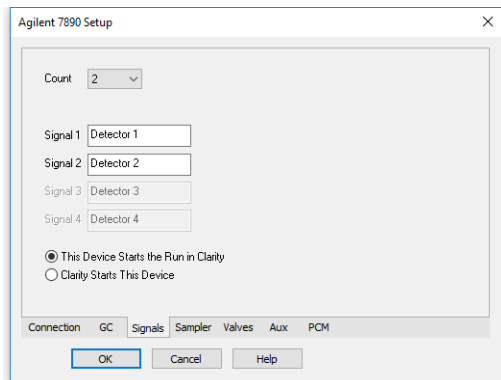 Agilent 7890 Setup
Count 2
Signal 1 Detector 1
Signal 2 Detector 2
Signal 3 Detector 3
Signal 4 Detector 4
This Device Starts the Run in Clarity
Clarity Starts This Device
Connection GC Signals Sampler Valves Aux PCM
OK Cancel Help